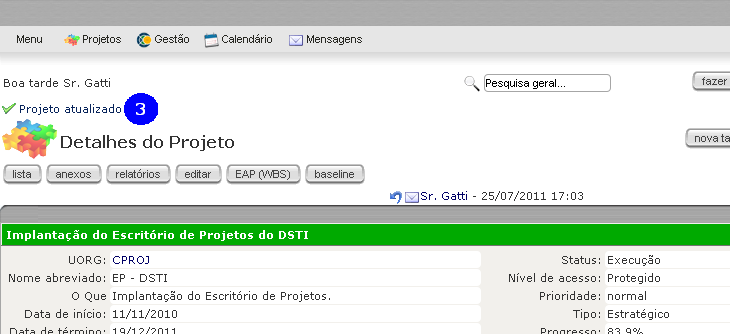 Menu Projetos Gestão Calendário Mensagens
Boa tarde Sr. Gatti Pesquisa geral... fazer
Projeto atualizado 3
Detalhes do Projeto nova ta
lista anexos relatórios editar EAP (WBS) baseline
Sr. Gatti - 25/07/2011 17:03
Implantação do Escritório de Projetos do DSTI
UORG: CPROJ Status: Execução
Nome abreviado: EP - DSTI Nível de acesso: Protegido
O Que Implantação do Escritório de Projetos. Prioridade: normal
Data de início: 11/11/2010 Tipo: Estratégico
Data de término: 19/12/2011 Progresso: 83.9%